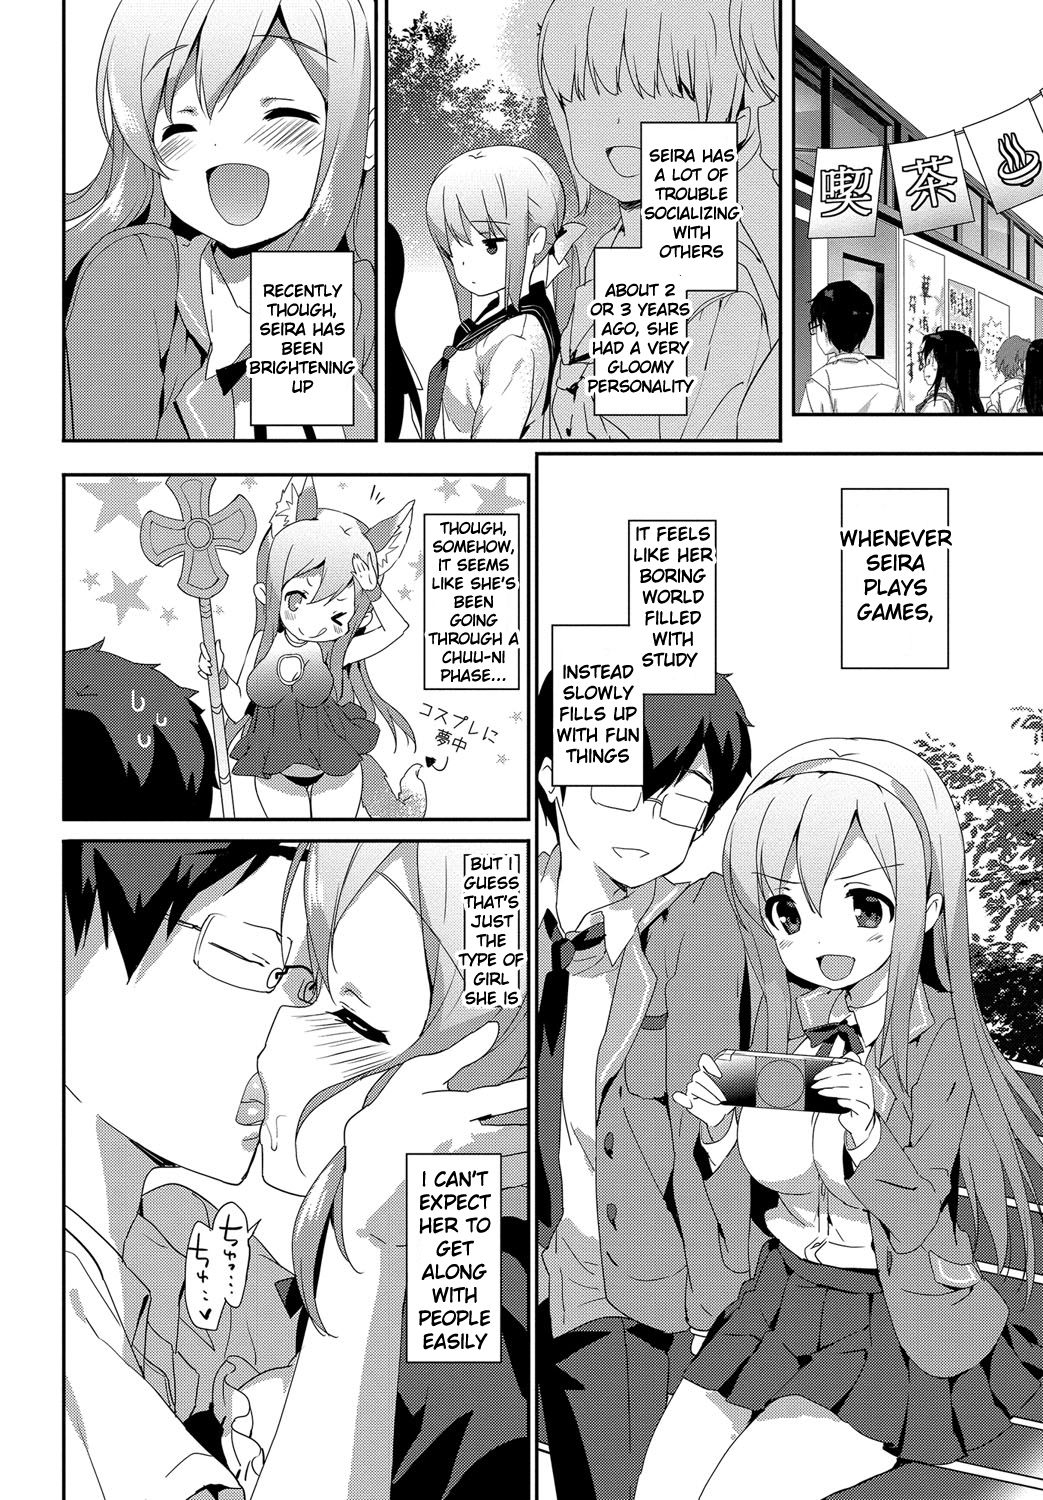 喫茶
SEIRA HAS
A LOT OF
TROUBLE
SOCIALIZING
WITH
OTHERS
ABOUT 2
OR 3 YEARS
AGO, SHE
HAD A VERY
GLOOMY
PERSONALITY
RECENTLY
THOUGH,
SEIRA HAS
BEEN
BRIGHTENING
UP
WHENEVER
SEIRA
PLAYS
GAMES,
IT FEELS
LIKE HER
BORING
WORLD
FILLED
WITH
STUDY
INSTEAD
SLOWLY
FILLS UP
WITH FUN
THINGS
THOUGH,
SOMEHOW,
IT SEEMS
LIKE SHE'S
BEEN
GOING
THROUGH A
CHUU-NI
PHASE...
コスプレに
夢中
BUT I
GUESS
THAT'S
JUST
THE
TYPE OF
GIRL
SHE IS
ちゅ…
ちゅ…♥
I CAN'T
EXPECT
HER TO
GET
ALONG
WITH
PEOPLE
EASILY